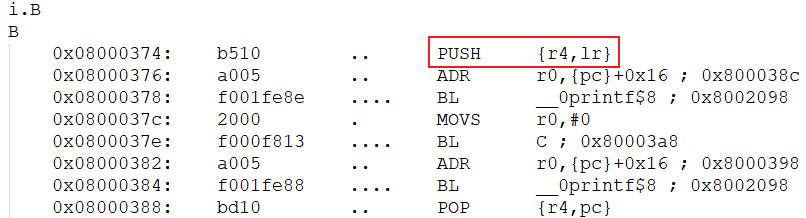 i.B
B
0x08000374: b510 .. PUSH {r4,lr}
0x08000376: a005 .. ADR r0,{pc}+0x16 ; 0x800038c
0x08000378: f001fe8e .... BL __0printf$8 ; 0x8002098
0x0800037c: 2000 . MOVS r0,#0
0x0800037e: f000f813 .... BL C ; 0x80003a8
0x08000382: a005 .. ADR r0,{pc}+0x16 ; 0x8000398
0x08000384: f001fe88 .... BL __0printf$8 ; 0x8002098
0x08000388: bd10 .. POP {r4,pc}